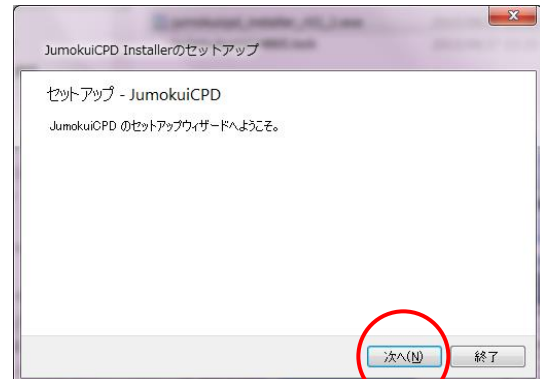 JumokuiCPD Installerのセットアップ
セットアップ - JumokuiCPD
JumokuiCPD のセットアップウィザードへようこそ。
次へ(N)
終了